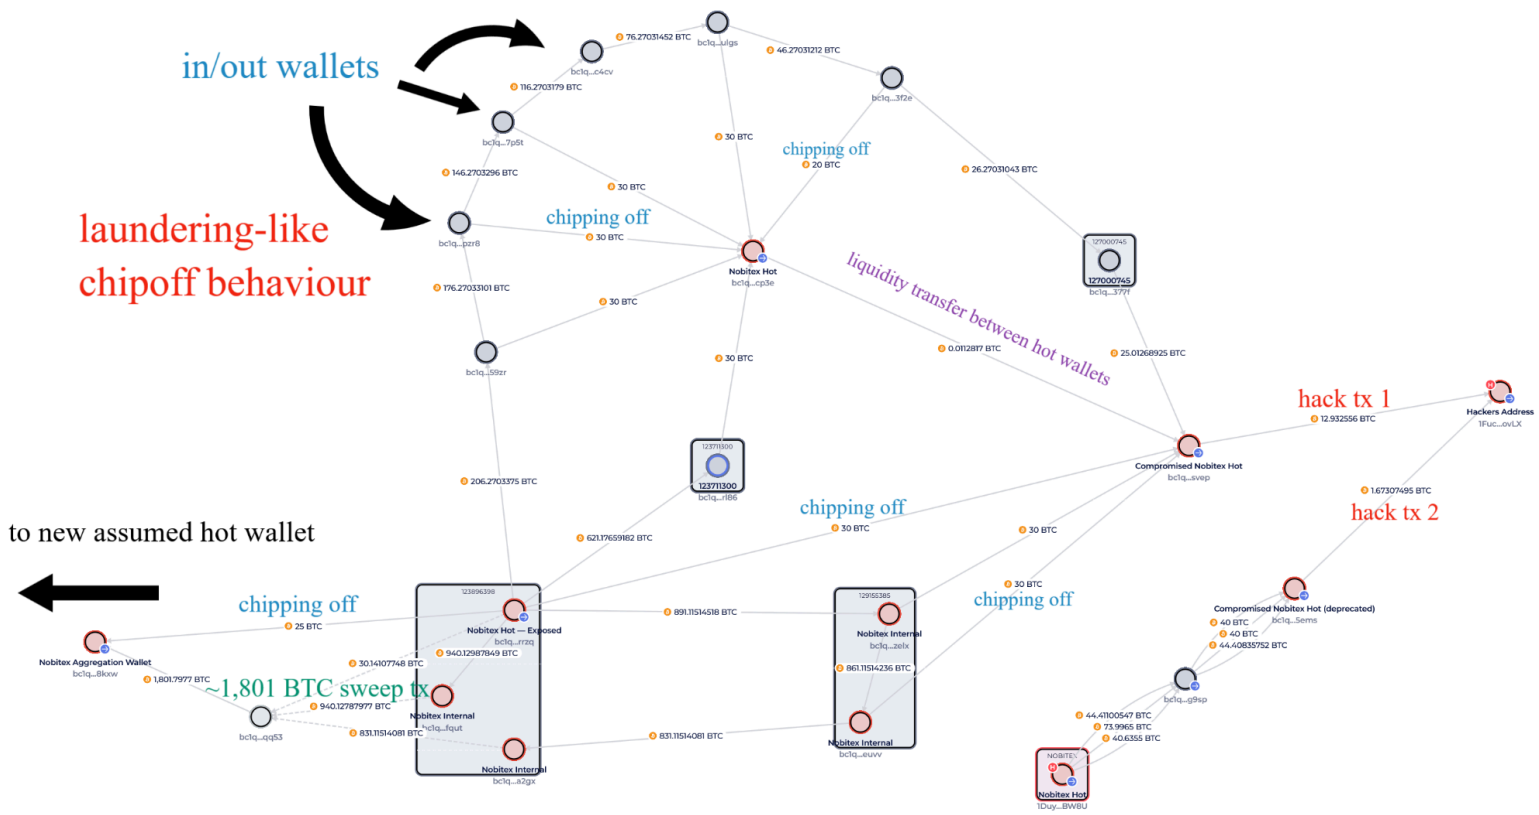 76.27031452 BTC
bc1q...ulgs
in/out wallets
46.27031212 BTC
bc1q...c4cv
116.2703179 BTC
bc1q...3f2e
bc1q...7p5t
30 BTC
chipping off
20 BTC
146.2703296 BTC
26.27031043 BTC
30 BTC
laundering-like
chipoff behaviour
bc1q...pzr8
chipping off
30 BTC
127000745
127000745
bc1q...377f
Nobitex Hot
bc1q...cp3e
liquidity transfer between hot wallets
176.27033101 BTC
30 BTC
0.0112817 BTC
25.01268925 BTC
30 BTC
bc1q...59zr
hack tx 1
12.932556 BTC
Hackers Address
1Fuc...ovLX
123711300
123711300
bc1q...rl86
Compromised Nobitex Hot
bc1q...svep
206.2703375 BTC
1.67307495 BTC
hack tx 2
to new assumed hot wallet
chipping off
30 BTC
30 BTC
621.17659182 BTC
123896398
129155385
30 BTC
chipping off
chipping off
25 BTC
Nobitex Hot — Exposed
bc1q...rrzq
891.11514518 BTC
Nobitex Internal
bc1q...zelx
Compromised Nobitex Hot (deprecated)
bc1q...5ems
40 BTC
40 BTC
44.40835752 BTC
Nobitex Aggregation Wallet
bc1q...8kxw
30.14107748 BTC
940.12987849 BTC
861.11514236 BTC
1,801.7977 BTC
~1,801 BTC sweep tx
940.12787977 BTC
Nobitex Internal
bc1q...fqut
bc1q...g9sp
bc1q...qq53
831.11514081 BTC
831.11514081 BTC
Nobitex Internal
bc1q...euvv
44.41100547 BTC
73.9965 BTC
40.6355 BTC
Nobitex Internal
bc1q...a2gx
Nobitex Hot
1Duy...BW8U